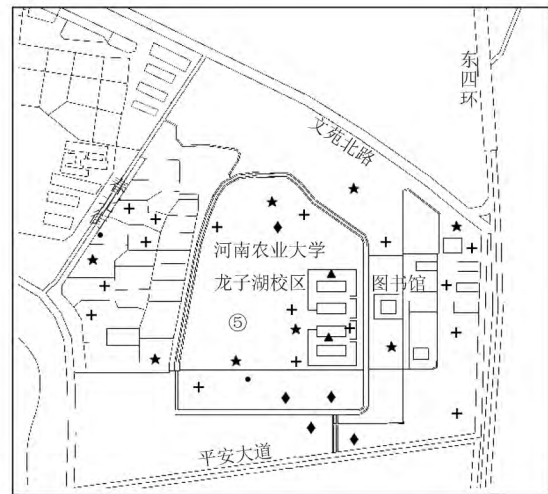 东四环
文苑北路
河南农业大学
龙子湖校区
图书馆
⑤
平安大道